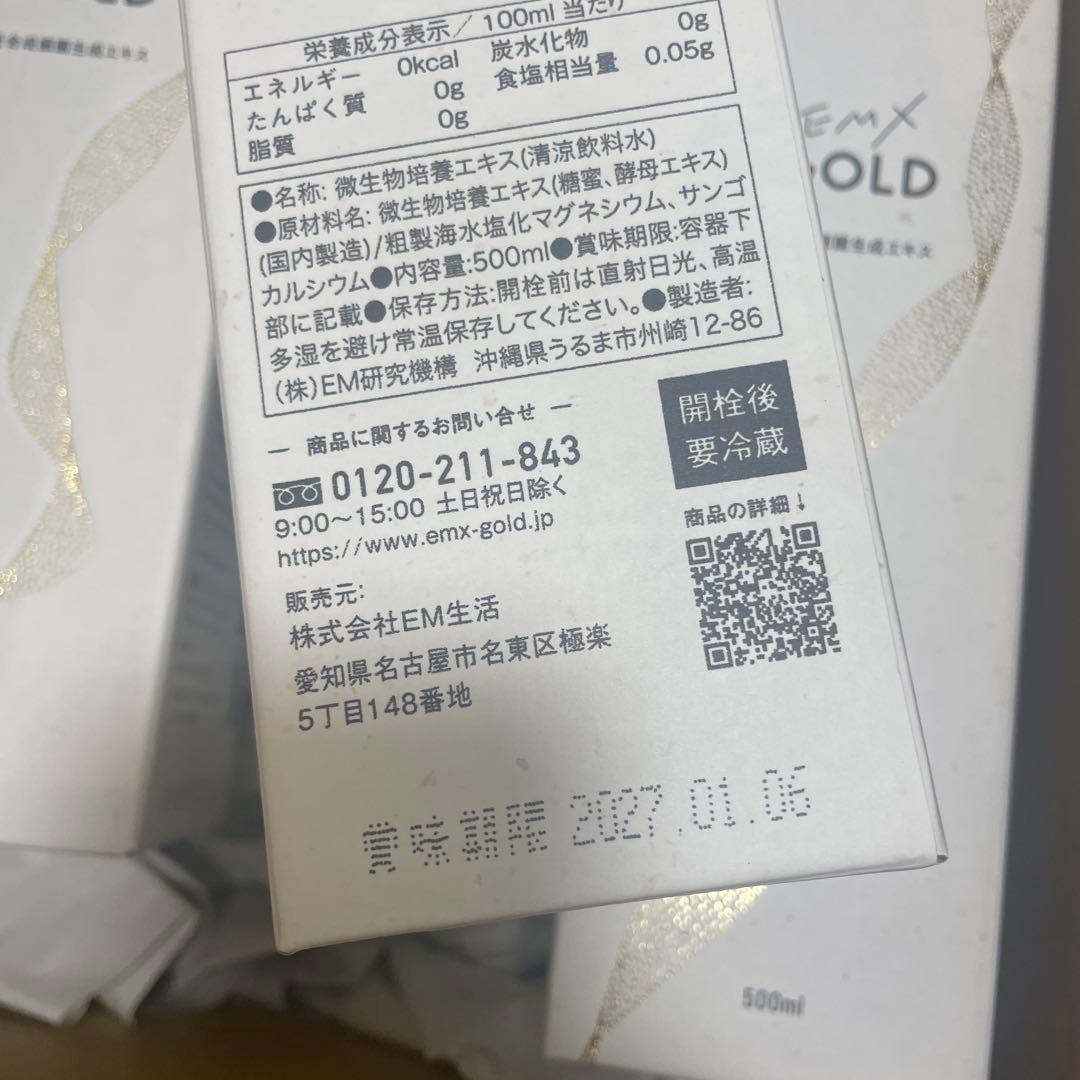 栄養成分表示／100ml 当たり
エネルギー 0kcal 炭水化物 0g
たんぱく質 0g 食塩相当量 0.05g
脂質 0g
●名称: 微生物培養エキス(清涼飲料水)
●原材料名: 微生物培養エキス(糖蜜、酵母エキス)
(国内製造)/粗製海水塩化マグネシウム、サンゴ
カルシウム●内容量:500ml●賞味期限:容器下
部に記載●保存方法:開栓前は直射日光、高温
多湿を避け常温保存してください。●製造者:
(株)EM研究機構 沖縄県うるま市州崎12-86
― 商品に関するお問い合せ ―
0120-211-843
9:00～15:00 土日祝日除く
https://www.emx-gold.jp
開栓後
要冷蔵
商品の詳細↓
販売元:
株式会社EM生活
愛知県名古屋市名東区極楽
5丁目148番地
賞味期限 2027.01.06
EMX
GOLD
500ml